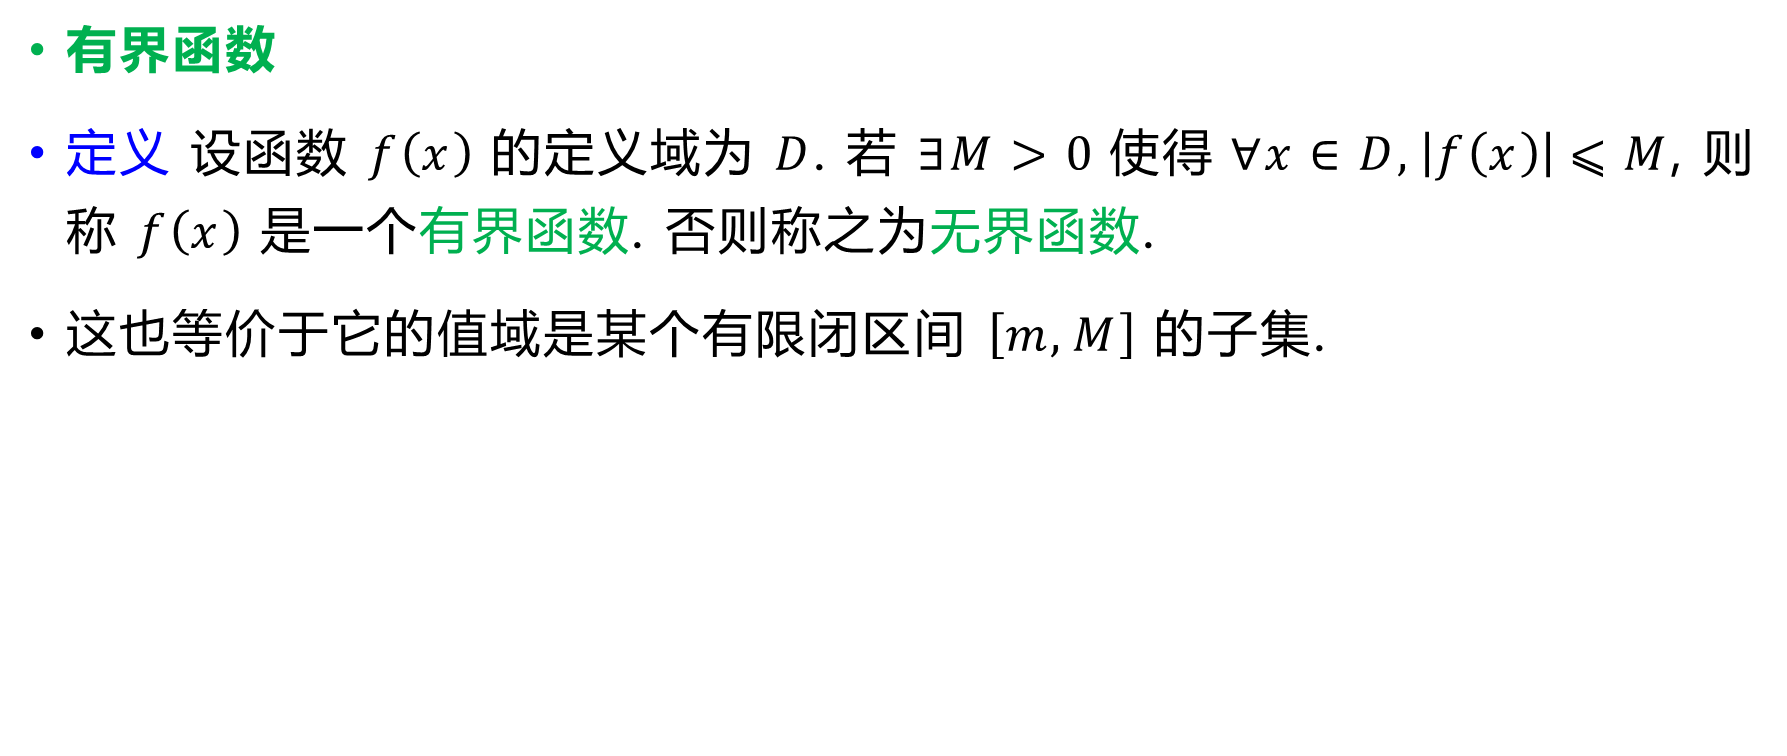 • 有界函数
• 定义 设函数 f(x) 的定义域为 D. 若 ∃M > 0 使得 ∀x ∈ D, |f(x)| ⩽ M, 则
称 f(x) 是一个有界函数. 否则称之为无界函数.
• 这也等价于它的值域是某个有限闭区间 [m, M] 的子集.